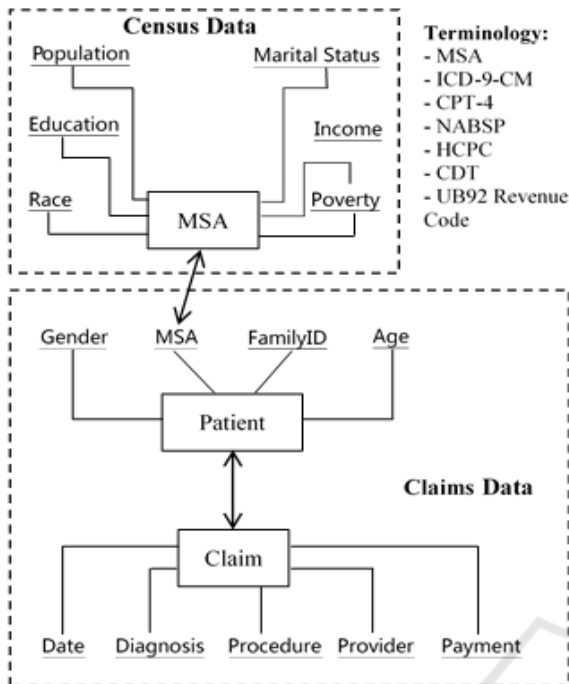 Census Data
Population
Marital Status
Education
Income
Race
Poverty
MSA
Terminology:
- MSA
- ICD-9-CM
- CPT-4
- NABSP
- HCPC
- CDT
- UB92 Revenue
Code
Gender
MSA
FamilyID
Age
Patient
Claims Data
Claim
Date
Diagnosis
Procedure
Provider
Payment